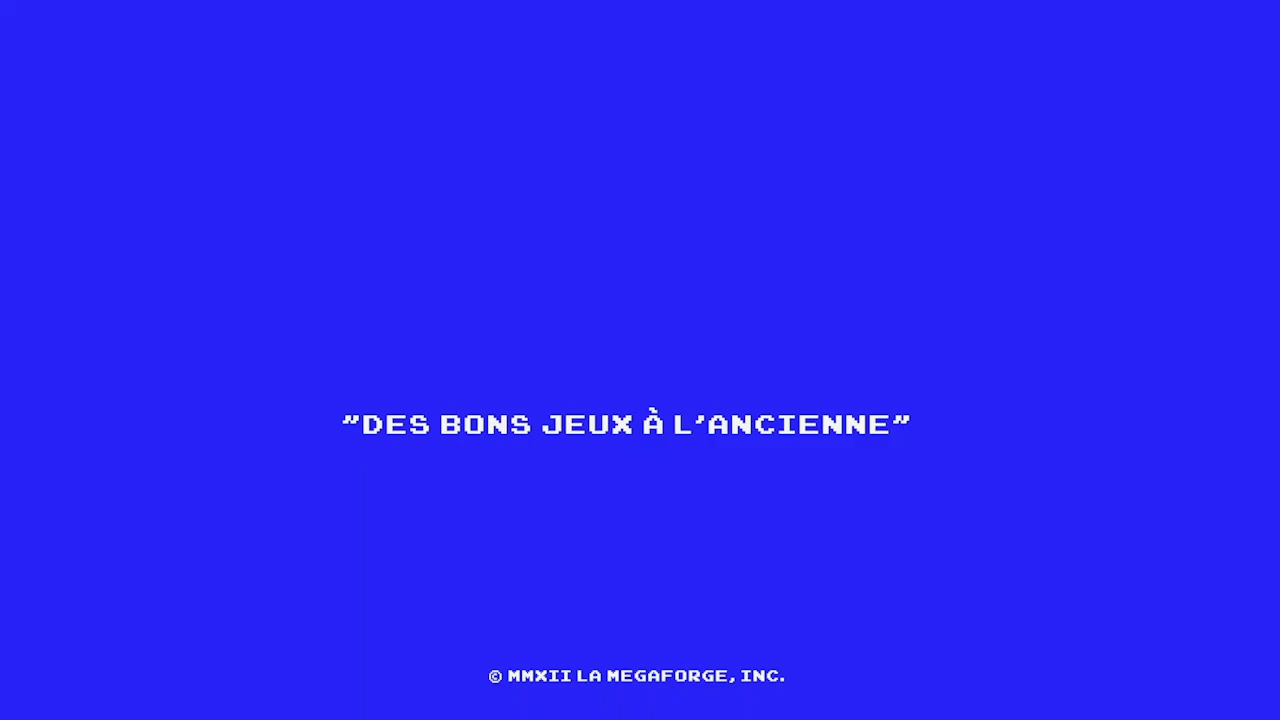 "DES BONS JEUX À L'ANCIENNE"
© MMXII LA MEGAFORGE, INC.